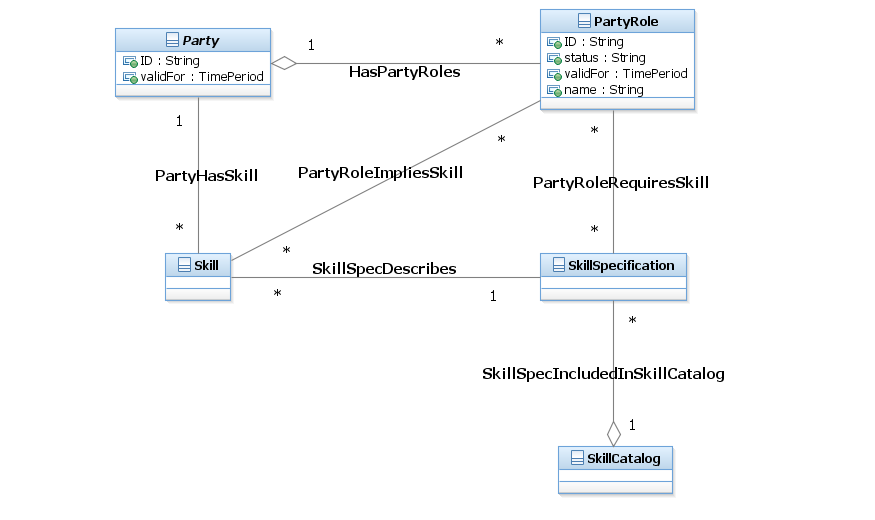 Party
ID : String
validFor : TimePeriod
1
*
HasPartyRoles
PartyRole
ID : String
status : String
validFor : TimePeriod
name : String
1
PartyHasSkill
*
*
PartyRoleImpliesSkill
*
*
PartyRoleRequiresSkill
*
Skill
SkillSpecDescribes
*
1
SkillSpecification
*
SkillSpecIncludedInSkillCatalog
1
SkillCatalog